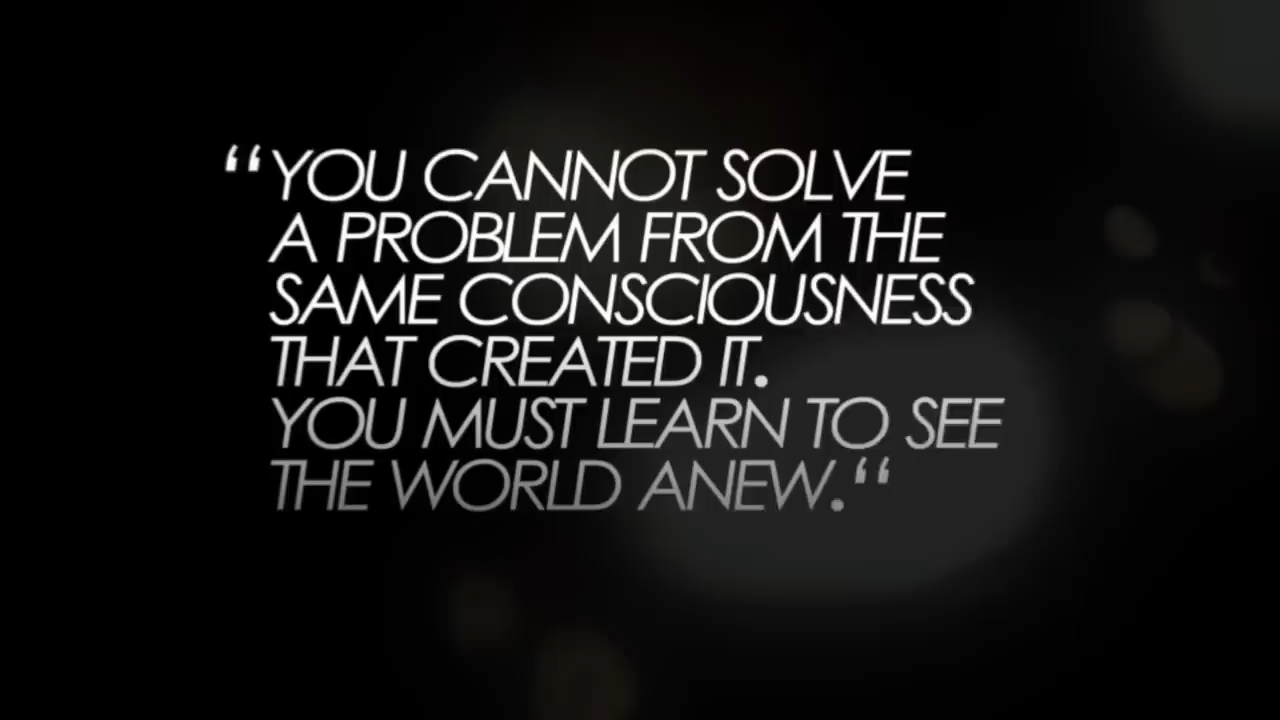 “YOU CANNOT SOLVE
A PROBLEM FROM THE
SAME CONSCIOUSNESS
THAT CREATED IT.
YOU MUST LEARN TO SEE
THE WORLD ANEW.“